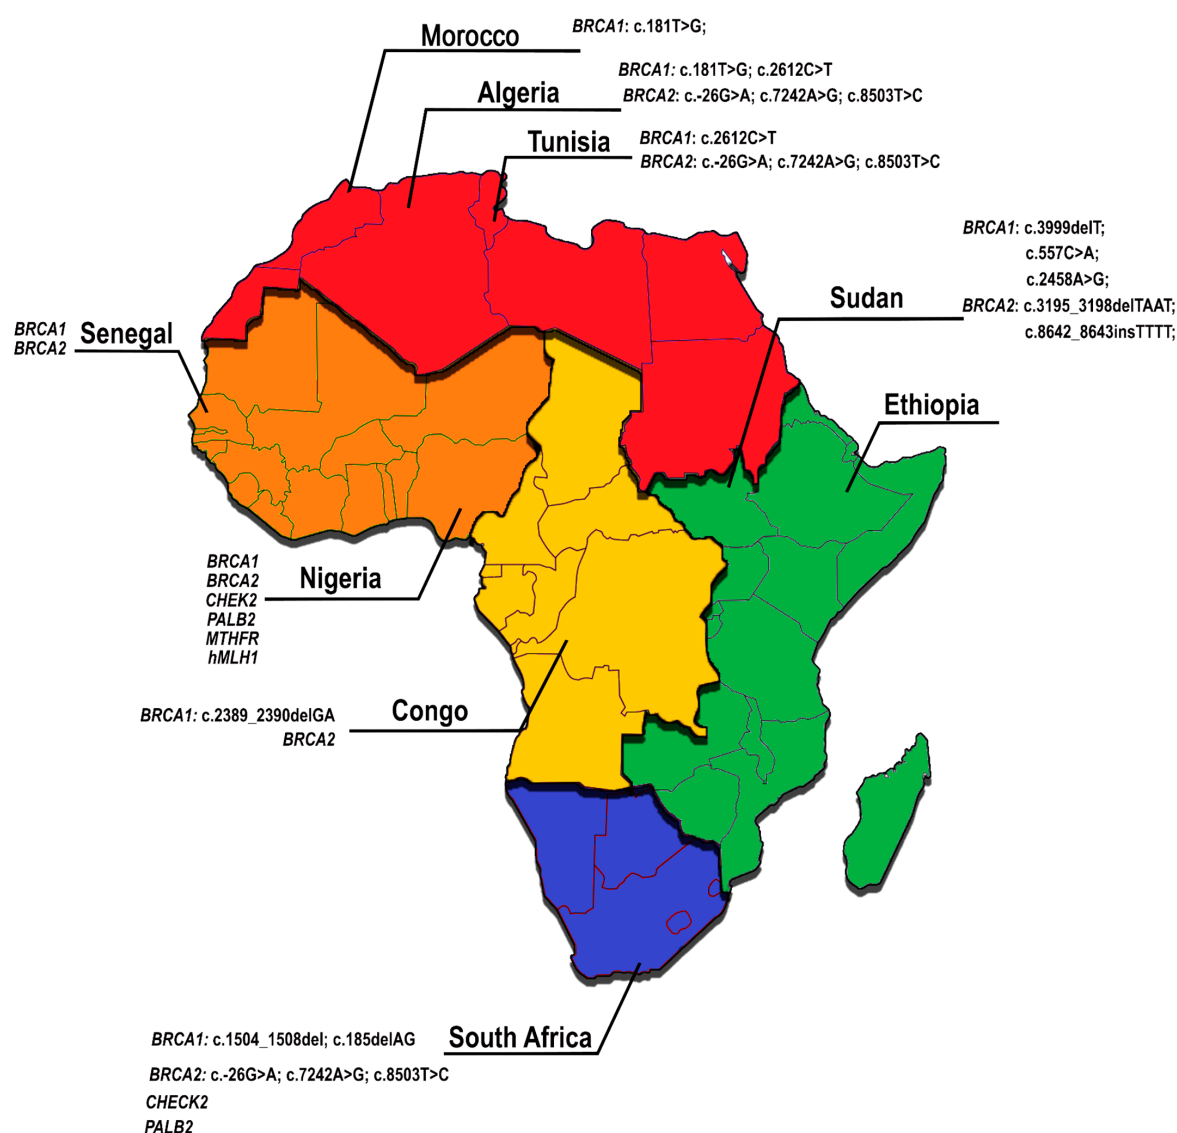 Morocco
BRCA1: c.181T>G;
Algeria
BRCA1: c.181T>G; c.2612C>T
BRCA2: c.-26G>A; c.7242A>G; c.8503T>C
Tunisia
BRCA1: c.2612C>T
BRCA2: c.-26G>A; c.7242A>G; c.8503T>C
Sudan
BRCA1: c.3999delT;
c.557C>A;
c.2458A>G;
BRCA2: c.3195_3198delTAAT;
c.8642_8643insTTTT;
Senegal
BRCA1
BRCA2
Ethiopia
Nigeria
BRCA1
BRCA2
CHEK2
PALB2
MTHFR
hMLH1
Congo
BRCA1: c.2389_2390delGA
BRCA2
South Africa
BRCA1: c.1504_1508del; c.185delAG
BRCA2: c.-26G>A; c.7242A>G; c.8503T>C
CHECK2
PALB2